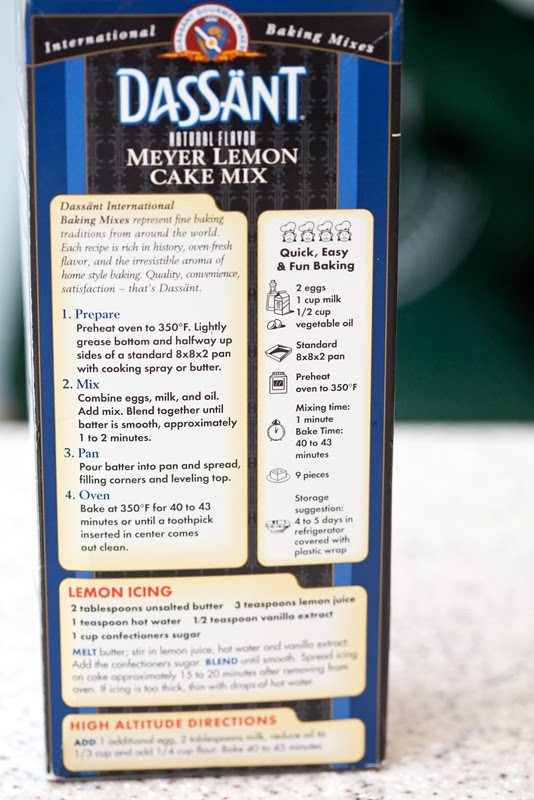 DASSANT GOURMET MIXES
International Baking Mixes
DASSÄNT
NATURAL FLAVOR
MEYER LEMON
CAKE MIX
Dassänt International
Baking Mixes represent fine baking
traditions from around the world.
Each recipe is rich in history, oven-fresh
flavor, and the irresistible aroma of
home style baking. Quality, convenience,
satisfaction – that's Dassänt.
1. Prepare
Preheat oven to 350°F. Lightly
grease bottom and halfway up
sides of a standard 8x8x2 pan
with cooking spray or butter.
2. Mix
Combine eggs, milk, and oil.
Add mix. Blend together until
batter is smooth, approximately
1 to 2 minutes.
3. Pan
Pour batter into pan and spread,
filling corners and leveling top.
4. Oven
Bake at 350°F for 40 to 43
minutes or until a toothpick
inserted in center comes
out clean.
Quick, Easy
& Fun Baking
2 eggs
1 cup milk
1/2 cup
vegetable oil
Standard
8x8x2 pan
Preheat
oven to 350°F
Mixing time:
1 minute
Bake Time:
40 to 43
minutes
9 pieces
Storage
suggestion:
4 to 5 days in
refrigerator
covered with
plastic wrap
LEMON ICING
2 tablespoons unsalted butter 3 teaspoons lemon juice
1 teaspoon hot water 1/2 teaspoon vanilla extract
1 cup confectioners sugar
MELT butter; stir in lemon juice, hot water and vanilla extract.
Add the confectioners sugar. BLEND until smooth. Spread icing
on cake approximately 15 to 20 minutes after removing from
oven. If icing is too thick, thin with drops of hot water.
HIGH ALTITUDE DIRECTIONS
ADD 1 additional egg, 2 tablespoons milk, reduce oil to
1/3 cup and add 1/4 cup flour. Bake 40 to 45 minutes.